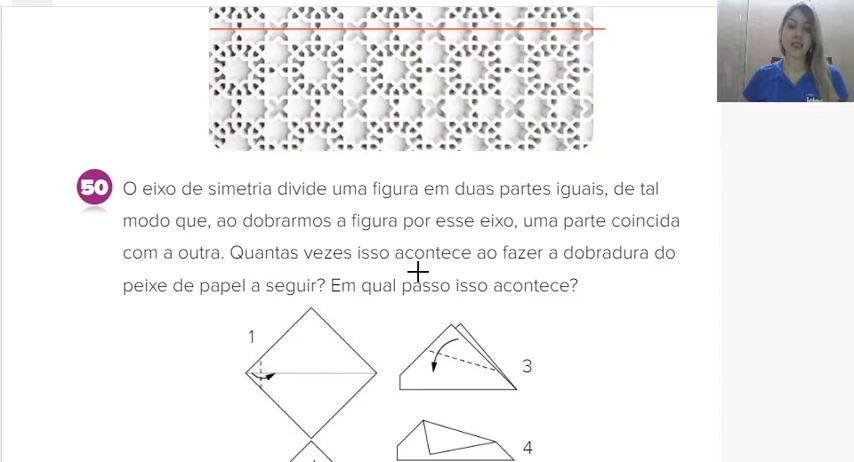 50 O eixo de simetria divide uma figura em duas partes iguais, de tal
modo que, ao dobrarmos a figura por esse eixo, uma parte coincida
com a outra. Quantas vezes isso acontece ao fazer a dobradura do
peixe de papel a seguir? Em qual passo isso acontece?
1
3
4